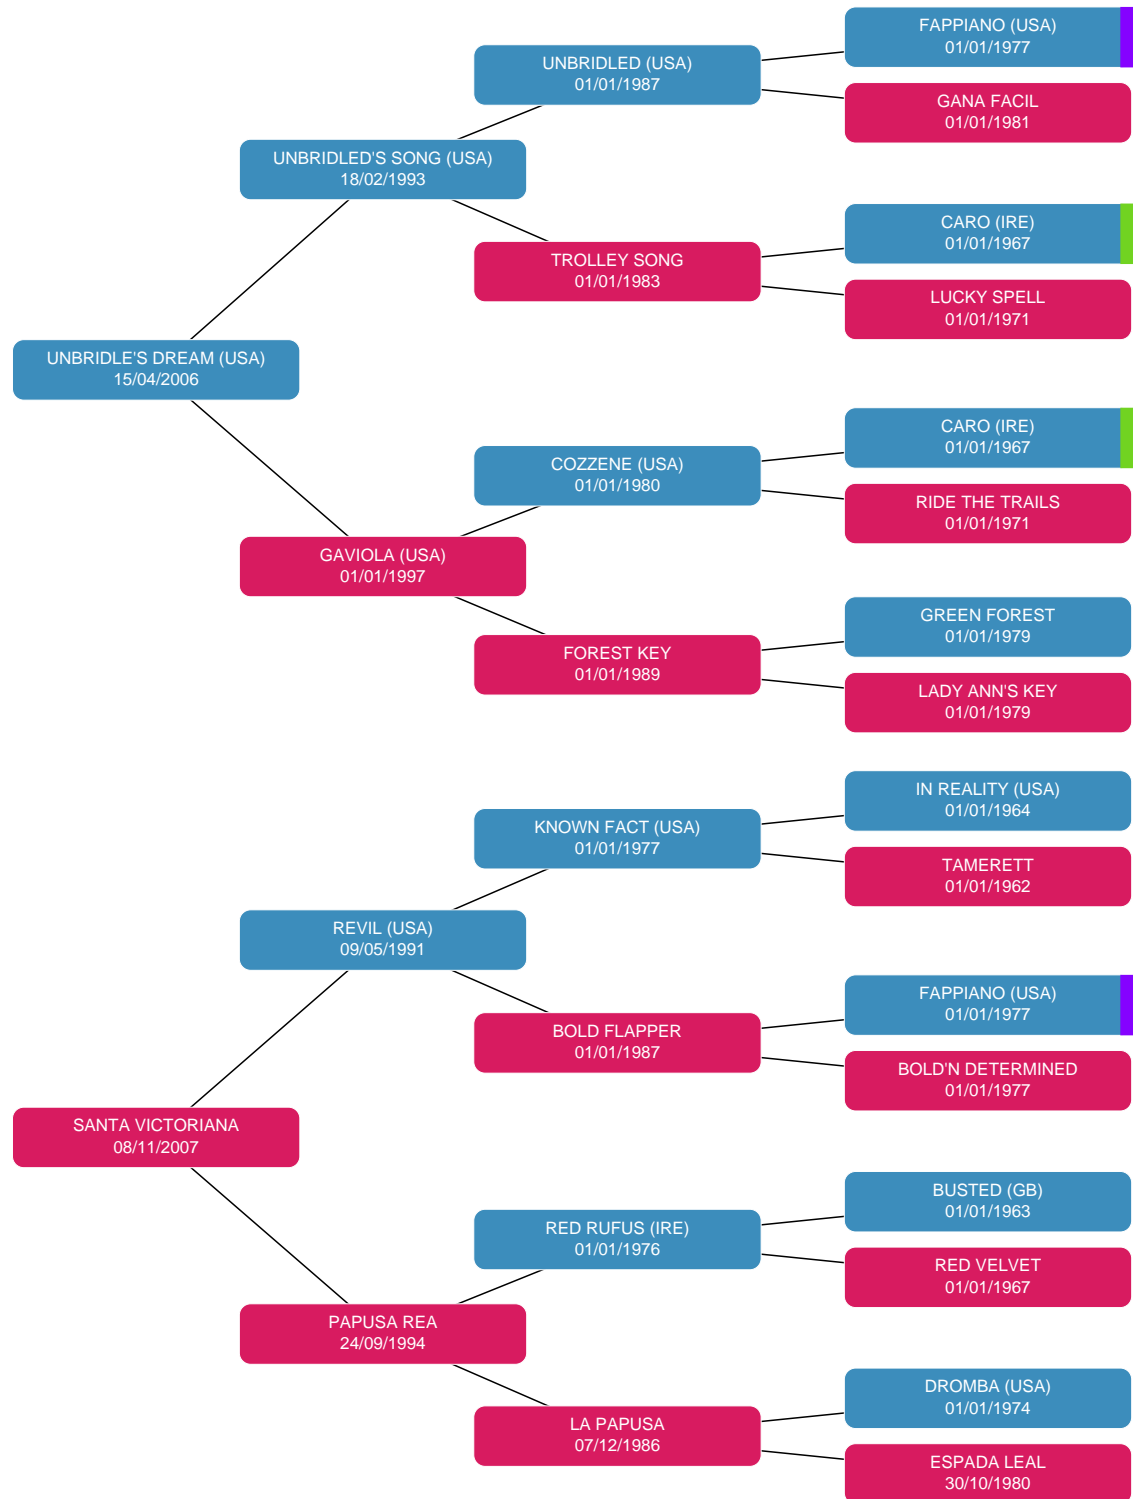 FAPPIANO (USA)
01/01/1977
UNBRIDLED (USA)
01/01/1987
GANA FACIL
01/01/1981
UNBRIDLED'S SONG (USA)
18/02/1993
CARO (IRE)
01/01/1967
TROLLEY SONG
01/01/1983
LUCKY SPELL
01/01/1971
UNBRIDLE'S DREAM (USA)
15/04/2006
CARO (IRE)
01/01/1967
COZZENE (USA)
01/01/1980
RIDE THE TRAILS
01/01/1971
GAVIOLA (USA)
01/01/1997
GREEN FOREST
01/01/1979
FOREST KEY
01/01/1989
LADY ANN'S KEY
01/01/1979
IN REALITY (USA)
01/01/1964
KNOWN FACT (USA)
01/01/1977
TAMERETT
01/01/1962
REVIL (USA)
09/05/1991
FAPPIANO (USA)
01/01/1977
BOLD FLAPPER
01/01/1987
BOLD'N DETERMINED
01/01/1977
SANTA VICTORIANA
08/11/2007
BUSTED (GB)
01/01/1963
RED RUFUS (IRE)
01/01/1976
RED VELVET
01/01/1967
PAPUSA REA
24/09/1994
DROMBA (USA)
01/01/1974
LA PAPUSA
07/12/1986
ESPADA LEAL
30/10/1980